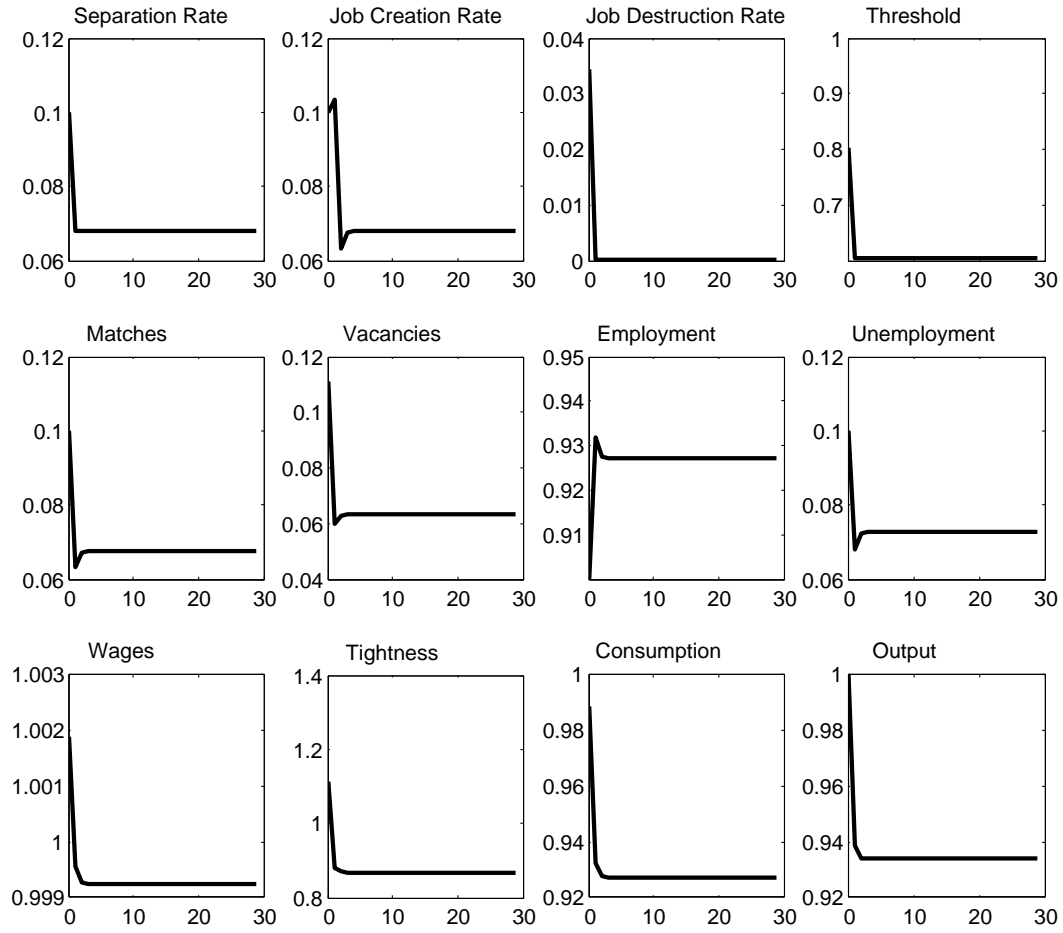 Separation Rate Job Creation Rate Job Destruction Rate Threshold
0.12 0.12 0.04 1
0.1 0.1 0.03 0.9
0.08 0.08 0.02 0.8
0.06 0.06 0.01 0.7
0
0 10 20 30 0 10 20 30 0 10 20 30 0 10 20 30
Matches Vacancies Employment Unemployment
0.12 0.12 0.95 0.12
0.1 0.1 0.94 0.1
0.08 0.08 0.93 0.08
0.06 0.06 0.92 0.06
0.04 0.91
0 10 20 30 0 10 20 30 0 10 20 30 0 10 20 30
Wages Tightness Consumption Output
1.003 1.4 1 1
1.002 1.2 0.98 0.98
1.001 1 0.96 0.96
1 0.8 0.94 0.94
0.999 0.92 0.92
0 10 20 30 0 10 20 30 0 10 20 30 0 10 20 30